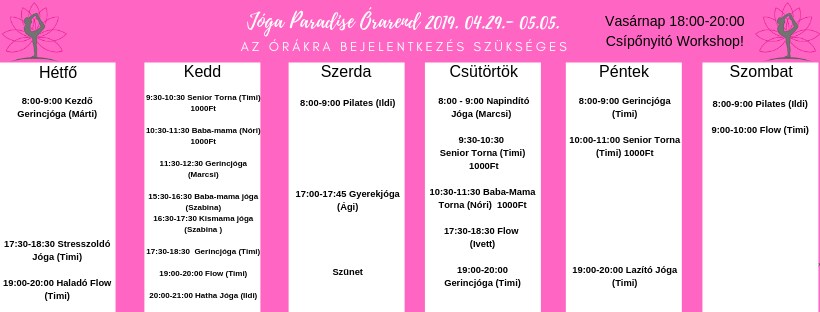 Jóga Paradise Órarend 2019. 04.29.- 05.05.
AZ ÓRÁKRA BEJELENTKEZÉS SZÜKSÉGES
Vasárnap 18:00-20:00
Csípőnyitó Workshop!
Hétfő
8:00-9:00 Kezdő
Gerincjóga (Márti)
17:30-18:30 Stresszoldó
Jóga (Timi)
19:00-20:00 Haladó Flow
(Timi)
Kedd
9:30-10:30 Senior Torna (Timi)
1000Ft
10:30-11:30 Baba-mama (Nóri)
1000Ft
11:30-12:30 Gerincjóga
(Marcsi)
15:30-16:30 Baba-mama jóga
(Szabina)
16:30-17:30 Kismama jóga
(Szabina )
17:30-18:30 Gerincjóga (Timi)
19:00-20:00 Flow (Timi)
20:00-21:00 Hatha Jóga (Ildi)
Szerda
8:00-9:00 Pilates (Ildi)
17:00-17:45 Gyerekjóga
(Ági)
Szünet
Csütörtök
8:00 - 9:00 Napindító
Jóga (Marcsi)
9:30-10:30
Senior Torna (Timi)
1000Ft
10:30-11:30 Baba-Mama
Torna (Nóri) 1000Ft
17:30-18:30 Flow
(Ivett)
19:00-20:00
Gerincjóga (Timi)
Péntek
8:00-9:00 Gerincjóga
(Timi)
10:00-11:00 Senior Torna
(Timi) 1000Ft
19:00-20:00 Lazító Jóga
(Timi)
Szombat
8:00-9:00 Pilates (Ildi)
9:00-10:00 Flow (Timi)